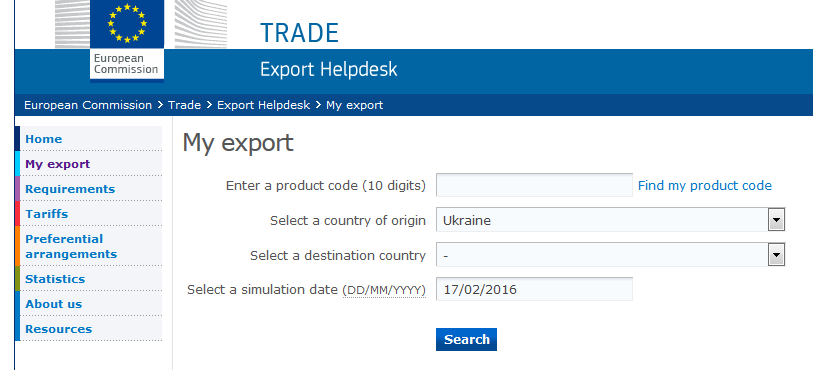 European
Commission
TRADE
Export Helpdesk
European Commission > Trade > Export Helpdesk > My export
Home
My export
Requirements
Tariffs
Preferential
arrangements
Statistics
About us
Resources
My export
Enter a product code (10 digits) Find my product code
Select a country of origin Ukraine
Select a destination country -
Select a simulation date (DD/MM/YYYY) 17/02/2016
Search